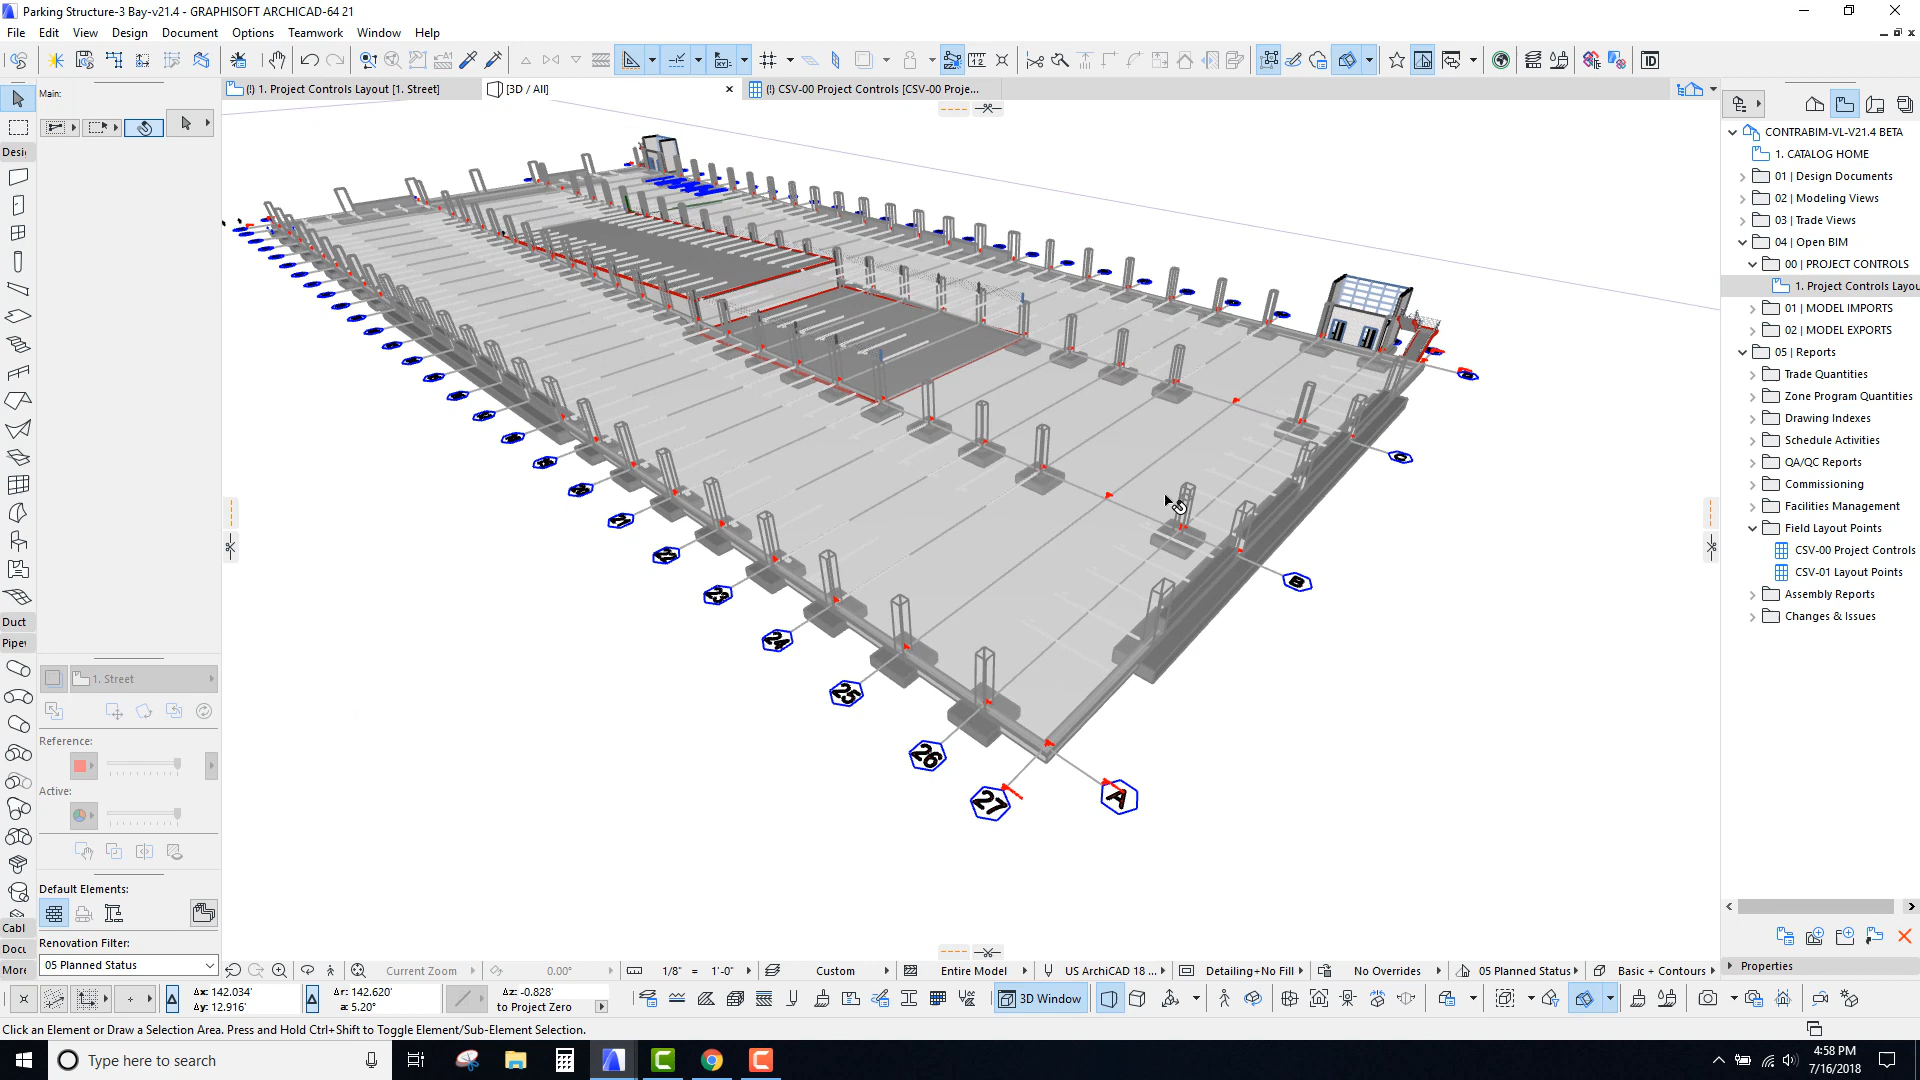 Parking Structure-3 Bay-v21.4 - GRAPHISOFT ARCHICAD-64 21
File Edit View Design Document Options Teamwork Window Help
(!) 1. Project Controls Layout [1. Street]
[3D / All]
(!) CSV-00 Project Controls [CSV-00 Proje...
Main:
Desi
Duct
Pipe
Cabl
Docu
More
1. Street
Reference:
Active:
Default Elements:
Renovation Filter:
05 Planned Status
21
22
23
24
25
26
27
A
B
C
CONTRABIM-VL-V21.4 BETA
1. CATALOG HOME
01 | Design Documents
02 | Modeling Views
03 | Trade Views
04 | Open BIM
00 | PROJECT CONTROLS
1. Project Controls Layou
01 | MODEL IMPORTS
02 | MODEL EXPORTS
05 | Reports
Trade Quantities
Zone Program Quantities
Drawing Indexes
Schedule Activities
QA/QC Reports
Commissioning
Facilities Management
Field Layout Points
CSV-00 Project Controls
CSV-01 Layout Points
Assembly Reports
Changes & Issues
Properties
Current Zoom
0.00°
1/8" = 1'-0"
Custom
Entire Model
US ArchiCAD 18 ...
Detailing+No Fill
No Overrides
05 Planned Status
Basic + Contours
Δx: 142.034'
Δy: 12.916'
Δr: 142.620'
a: 5.20°
Δz: -0.828'
to Project Zero
3D Window
ID
Click an Element or Draw a Selection Area. Press and Hold Ctrl+Shift to Toggle Element/Sub-Element Selection.
Type here to search
4:58 PM
7/16/2018